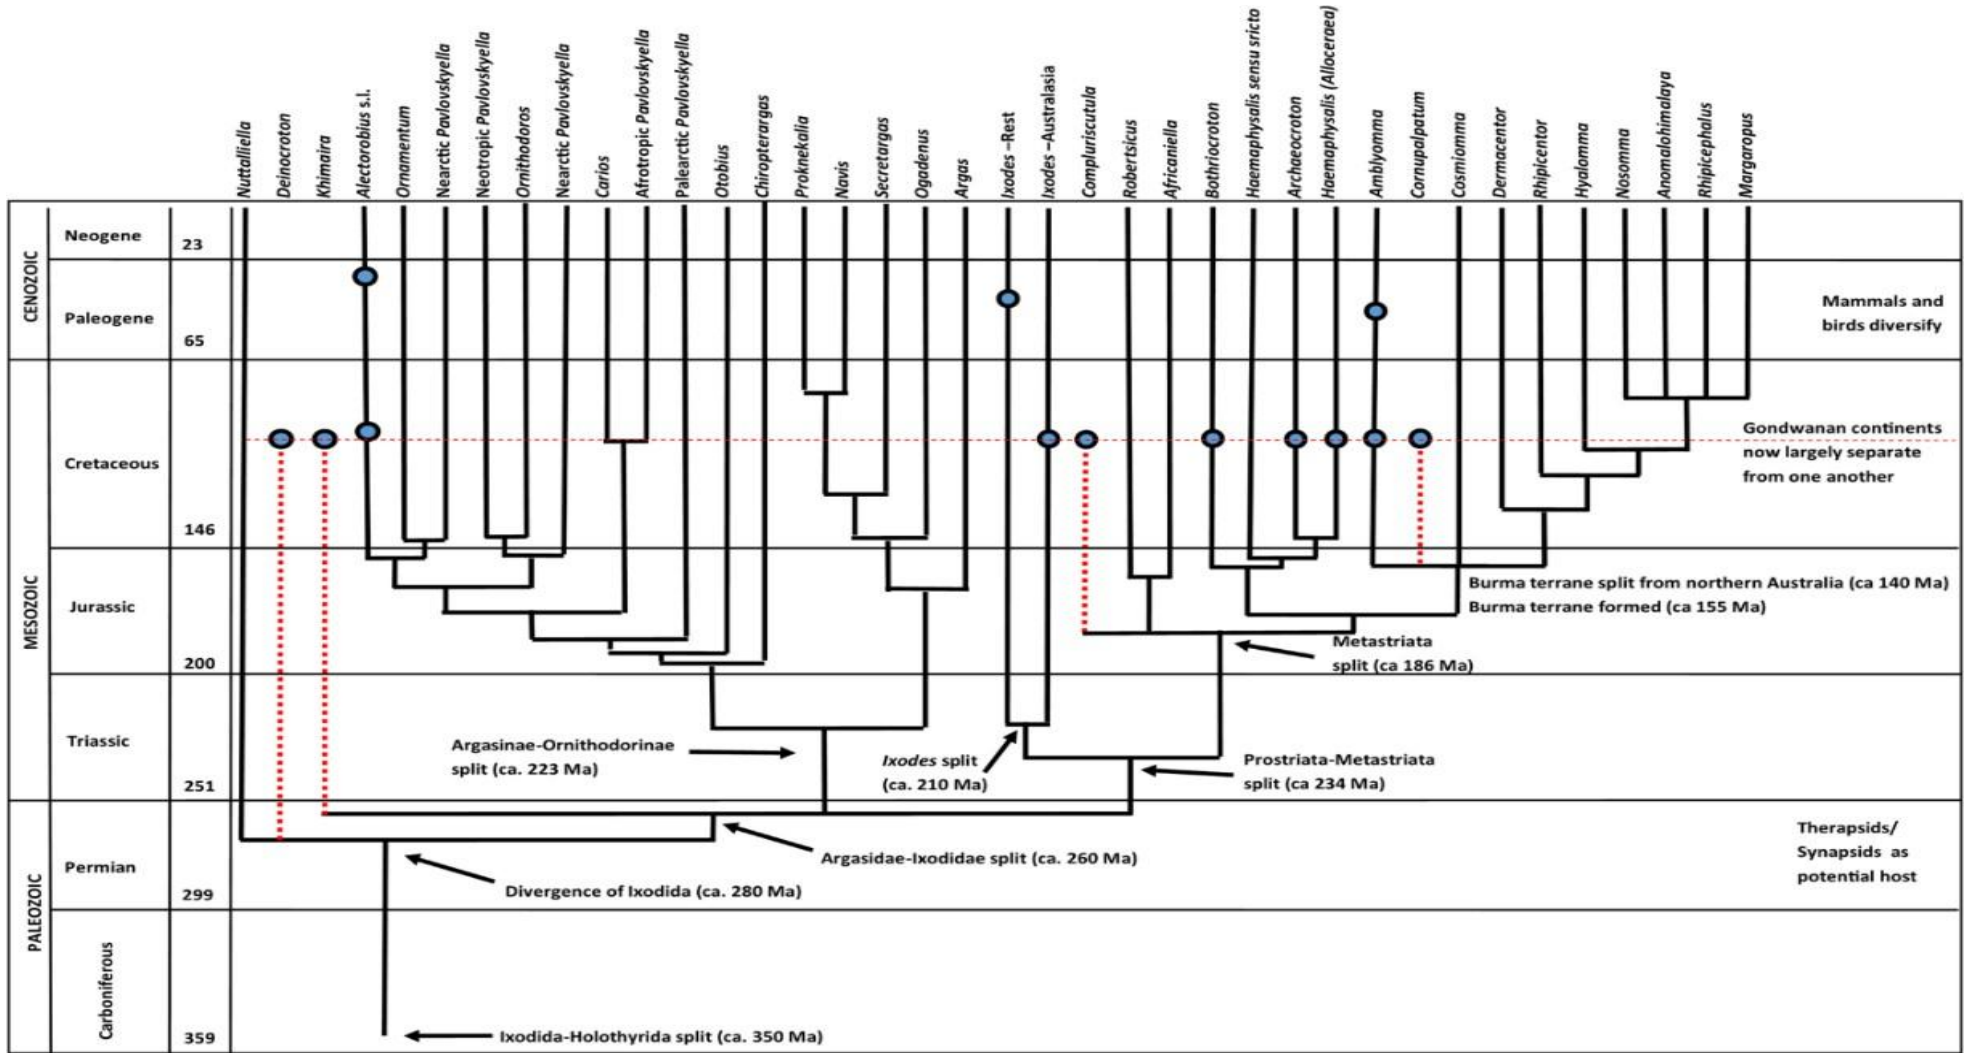 Nuttalliella
Deinocroton
Khimaira
Alectorobius s.l.
Ornamentum
Nearctic Pavlovskyella
Neotropic Pavlovskyella
Ornithodoros
Nearctic Pavlovskyella
Carios
Afrotropic Pavlovskyella
Palearctic Pavlovskyella
Otobius
Chiropterargas
Proknekalia
Navis
Secretargas
Ogadenus
Argas
Ixodes –Rest
Ixodes –Australasia
Compluriscutula
Robertsicus
Africaniella
Bothriocroton
Haemaphysalis sensu sricto
Archaeocroton
Haemaphysalis (Alloceraea)
Amblyomma
Cornupalpatum
Cosmiomma
Dermacentor
Rhipicentor
Hyalomma
Nosomma
Anomalohimalaya
Rhipicephalus
Margaropus
CENOZOIC
Neogene
23
Paleogene
65
Mammals and
birds diversify
MESOZOIC
Cretaceous
146
Gondwanan continents
now largely separate
from one another
Jurassic
200
Burma terrane split from northern Australia (ca 140 Ma)
Burma terrane formed (ca 155 Ma)
Metastriata
split (ca 186 Ma)
Triassic
251
Argasinae-Ornithodorinae
split (ca. 223 Ma)
Ixodes split
(ca. 210 Ma)
Prostriata-Metastriata
split (ca 234 Ma)
PALEOZOIC
Permian
299
Argasidae-Ixodidae split (ca. 260 Ma)
Divergence of Ixodida (ca. 280 Ma)
Therapsids/
Synapsids as
potential host
Carboniferous
359
Ixodida-Holothyrida split (ca. 350 Ma)